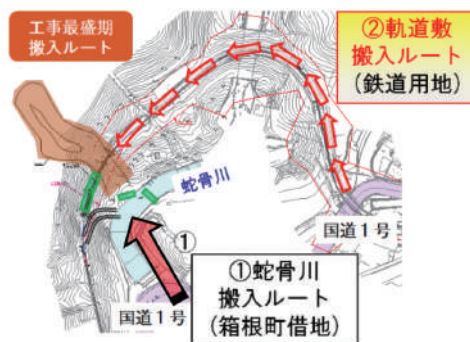 工事最盛期
搬入ルート
②軌道敷
搬入ルート
(鉄道用地)
蛇骨川
国道1号
①
①蛇骨川
搬入ルート
(箱根町借地)
国道1号